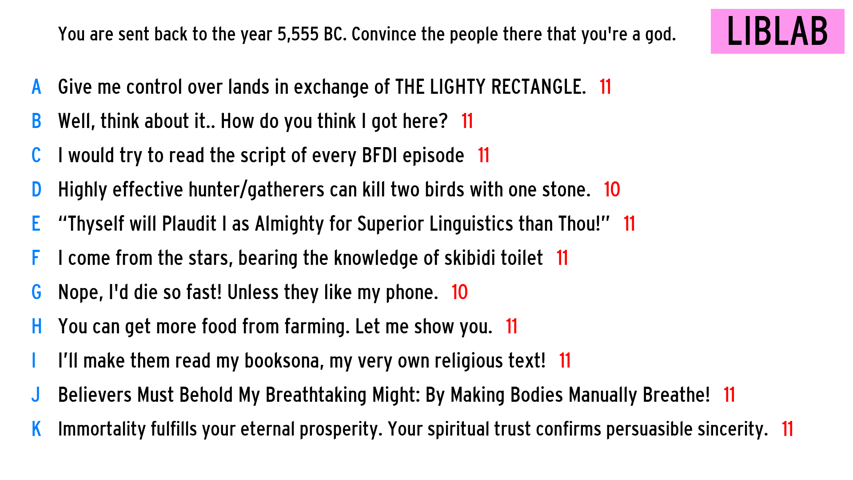 You are sent back to the year 5,555 BC. Convince the people there that you're a god.
LIBLAB
A Give me control over lands in exchange of THE LIGHTY RECTANGLE. 11
B Well, think about it.. How do you think I got here? 11
C I would try to read the script of every BFDI episode 11
D Highly effective hunter/gatherers can kill two birds with one stone. 10
E “Thyself will Plaudit I as Almighty for Superior Linguistics than Thou!” 11
F I come from the stars, bearing the knowledge of skibidi toilet 11
G Nope, I'd die so fast! Unless they like my phone. 10
H You can get more food from farming. Let me show you. 11
I I’ll make them read my booksona, my very own religious text! 11
J Believers Must Behold My Breathtaking Might: By Making Bodies Manually Breathe! 11
K Immortality fulfills your eternal prosperity. Your spiritual trust confirms persuasible sincerity. 11